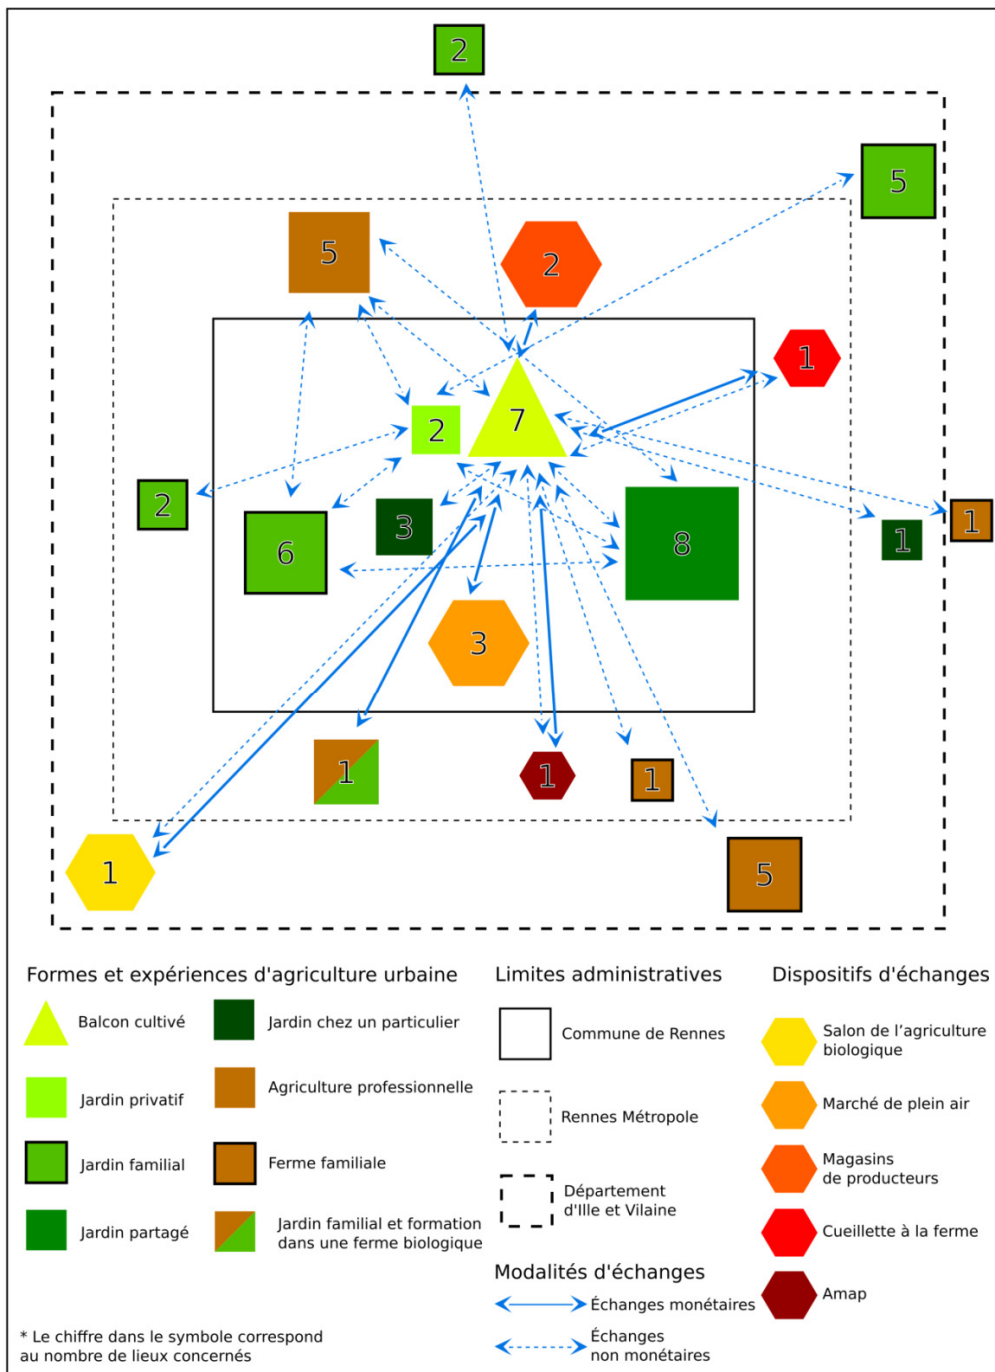 2
5
5
2
1
7
2
2
3
6
8
1
1
3
1
1
1
1
5
Formes et expériences d'agriculture urbaine
Balcon cultivé
Jardin chez un particulier
Jardin privatif
Agriculture professionnelle
Jardin familial
Ferme familiale
Jardin partagé
Jardin familial et formation
dans une ferme biologique
* Le chiffre dans le symbole correspond
au nombre de lieux concernés
Limites administratives
Commune de Rennes
Rennes Métropole
Département
d'Ille et Vilaine
Modalités d'échanges
Échanges monétaires
Échanges
non monétaires
Dispositifs d'échanges
Salon de l’agriculture
biologique
Marché de plein air
Magasins
de producteurs
Cueillette à la ferme
Amap